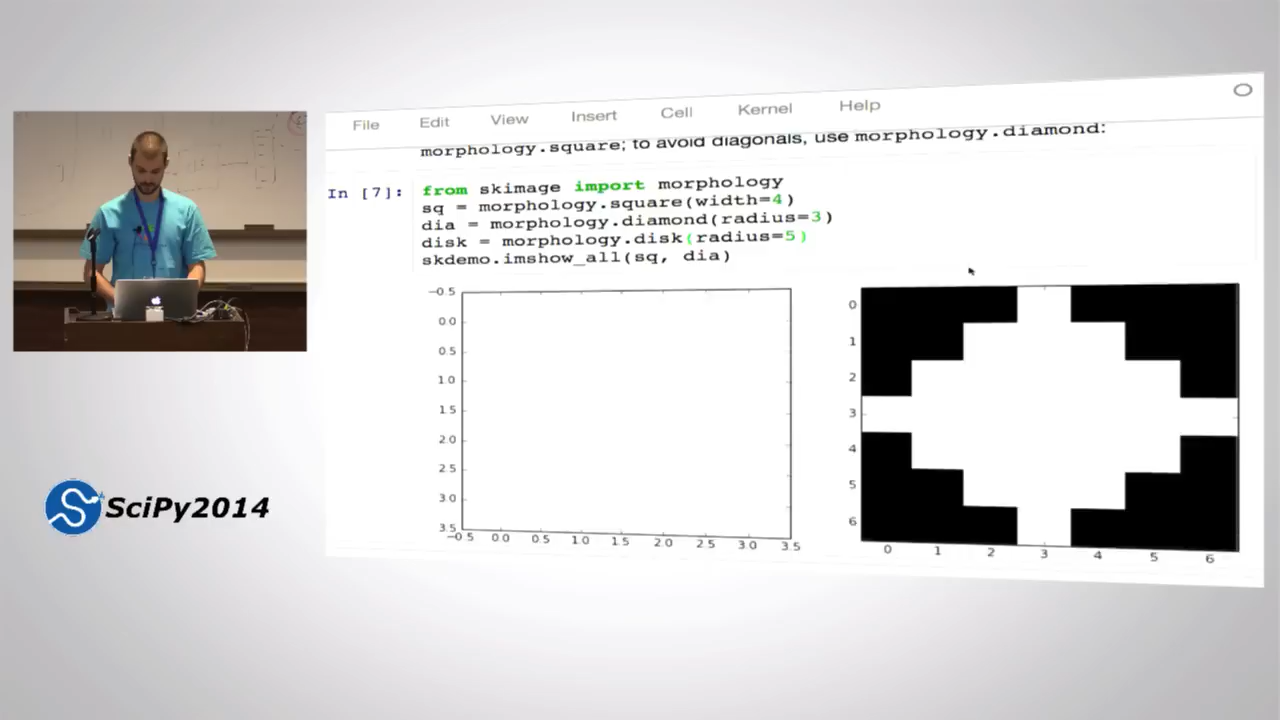 File Edit View Insert Cell Kernel Help
morphology.square; to avoid diagonals, use morphology.diamond:
In [7]: from skimage import morphology
sq = morphology.square(width=4)
dia = morphology.diamond(radius=3)
disk = morphology.disk(radius=5)
skdemo.imshow_all(sq, dia)
−0.5
0.0
0.5
1.0
1.5
2.0
2.5
3.0
3.5
−0.5 0.0 0.5 1.0 1.5 2.0 2.5 3.0 3.5
0
1
2
3
4
5
6
0 1 2 3 4 5 6
SciPy2014